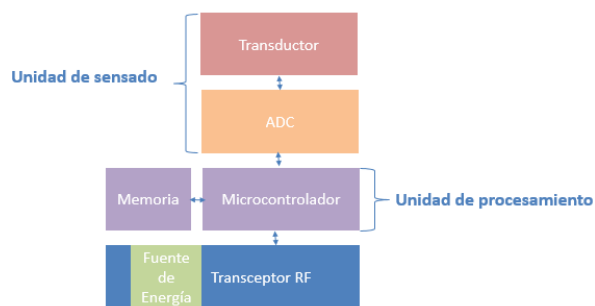 Transductor
Unidad de sensado
ADC
Memoria
Microcontrolador
Unidad de procesamiento
Fuente
de
Energía
Transceptor RF